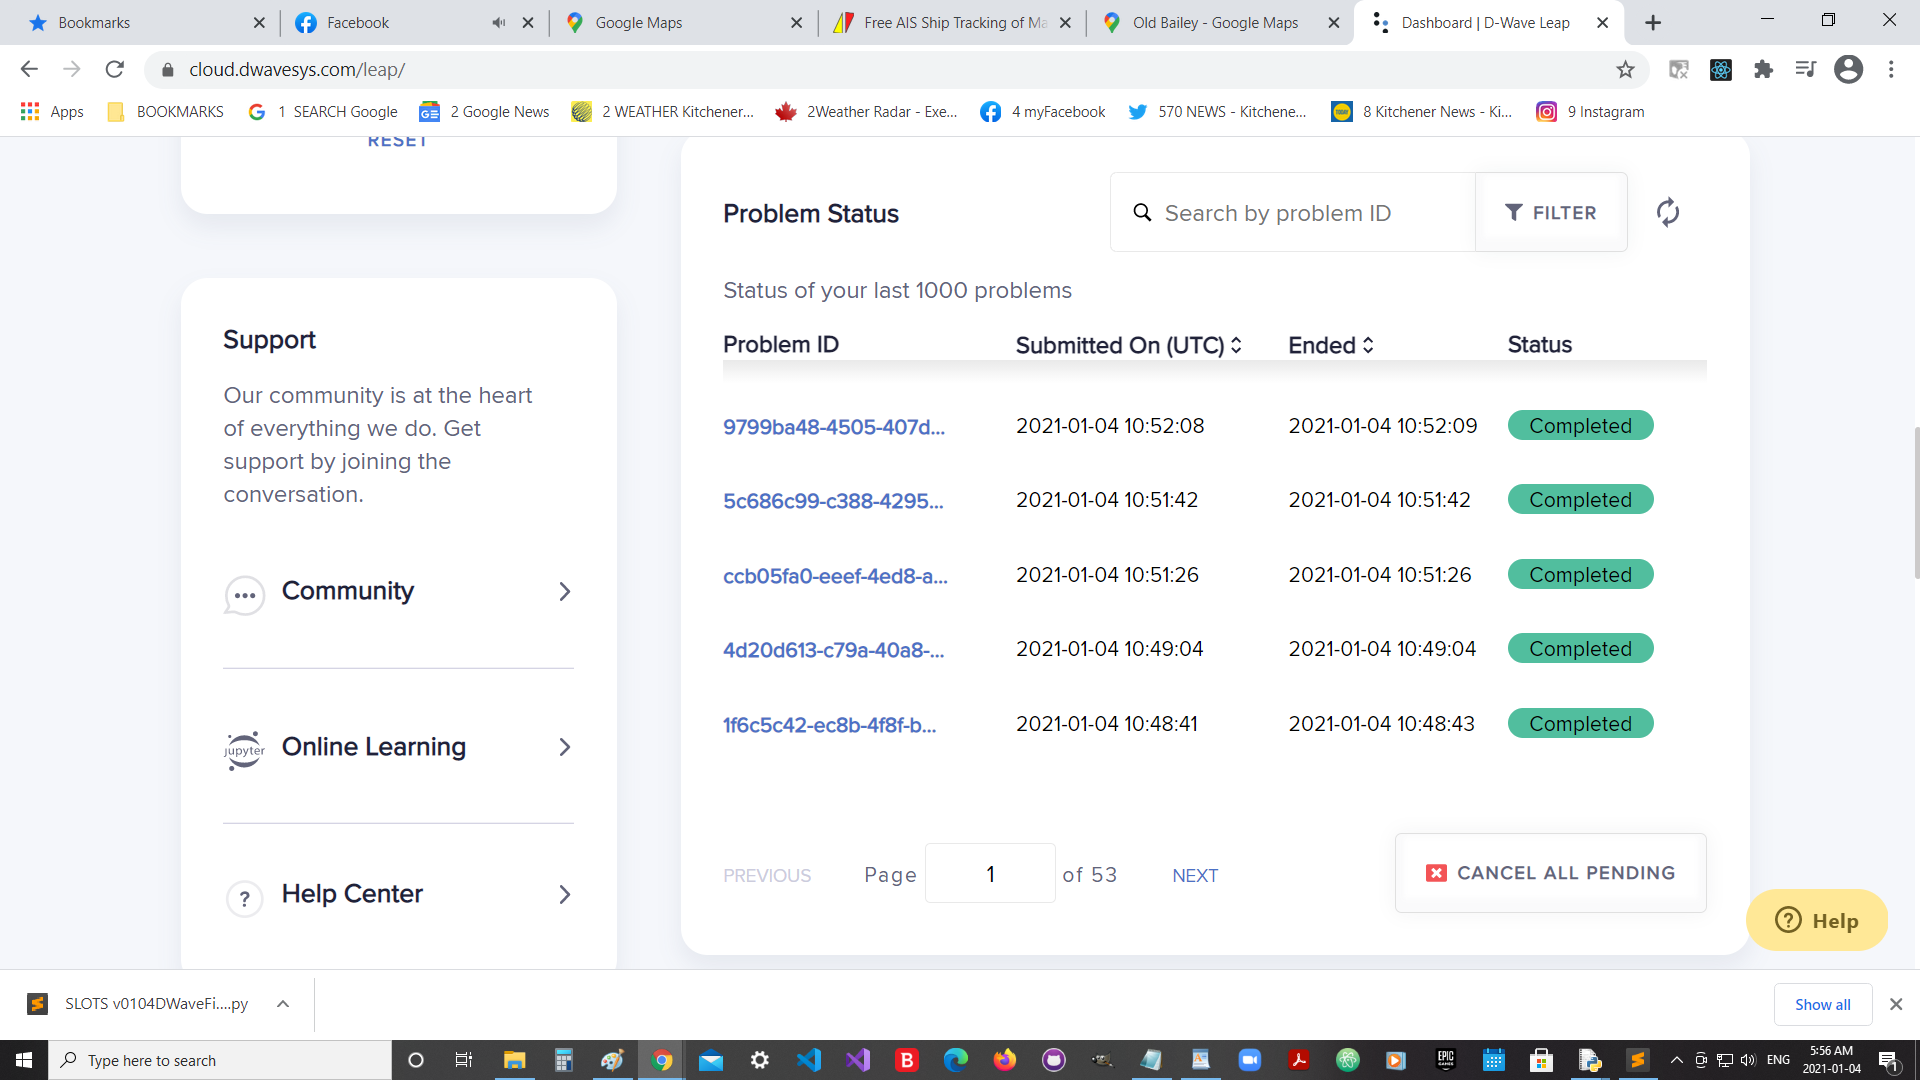 Bookmarks
Facebook
Google Maps
Free AIS Ship Tracking of Ma
Old Bailey - Google Maps
Dashboard | D-Wave Leap
cloud.dwavesys.com/leap/
Apps
BOOKMARKS
1 SEARCH Google
2 Google News
2 WEATHER Kitchener...
2Weather Radar - Exe...
4 myFacebook
570 NEWS - Kitchene...
8 Kitchener News - Ki...
9 Instagram
RESET
Support
Our community is at the heart
of everything we do. Get
support by joining the
conversation.
Community
jupyter
Online Learning
? Help Center
Problem Status
Search by problem ID
FILTER
Status of your last 1000 problems
Problem ID Submitted On (UTC) Ended Status
9799ba48-4505-407d... 2021-01-04 10:52:08 2021-01-04 10:52:09 Completed
5c686c99-c388-4295... 2021-01-04 10:51:42 2021-01-04 10:51:42 Completed
ccb05fa0-eeef-4ed8-a... 2021-01-04 10:51:26 2021-01-04 10:51:26 Completed
4d20d613-c79a-40a8-... 2021-01-04 10:49:04 2021-01-04 10:49:04 Completed
1f6c5c42-ec8b-4f8f-b... 2021-01-04 10:48:41 2021-01-04 10:48:43 Completed
PREVIOUS Page 1 of 53 NEXT
CANCEL ALL PENDING
? Help
SLOTS v0104DWaveFi....py
Show all
Type here to search
ENG
5:56 AM
2021-01-04
1